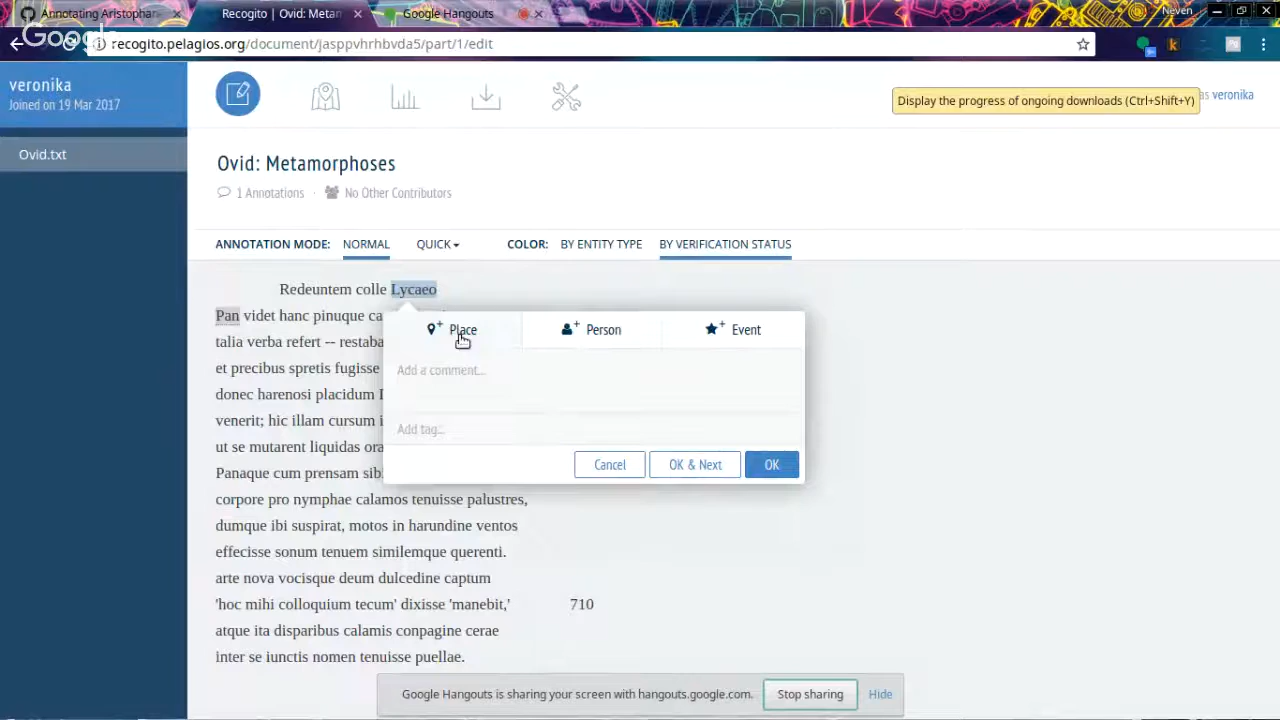 Annotating Aristophan
Recogito | Ovid: Metam
Google Hangouts
Neven
Google
recogito.pelagios.org/document/jasppvhrhbvda5/part/1/edit
veronika
Joined on 19 Mar 2017
Display the progress of ongoing downloads (Ctrl+Shift+Y)
as veronika
Ovid.txt
Ovid: Metamorphoses
1 Annotations · No Other Contributors
ANNOTATION MODE: NORMAL QUICK COLOR: BY ENTITY TYPE BY VERIFICATION STATUS
Redeuntem colle Lycaeo
Pan videt hanc pinuque ca
talia verba refert -- restaba
et precibus spretis fugisse
donec harenosi placidum
venerit; hic illam cursum i
ut se mutarent liquidas ora
Panaque cum prensam sibi
corpore pro nymphae calamos tenuisse palustres,
dumque ibi suspirat, motos in harundine ventos
effecisse sonum tenuem similemque querenti.
arte nova vocisque deum dulcedine captum
'hoc mihi colloquium tecum' dixisse 'manebit,' 710
atque ita disparibus calamis conpagine cerae
inter se iunctis nomen tenuisse puellae.
Place Person Event
Add a comment...
Add tag...
Cancel OK & Next OK
Google Hangouts is sharing your screen with hangouts.google.com. Stop sharing Hide